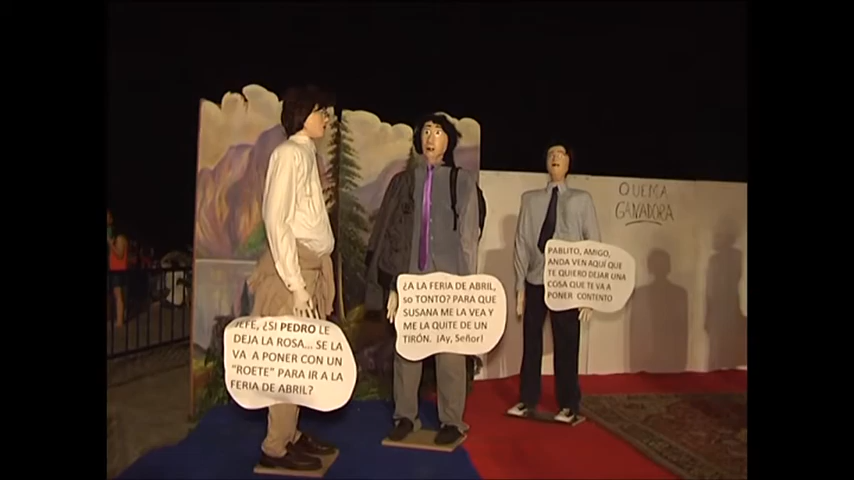 QUEMA
GANADORA
JEFE, ¿SI PEDRO LE
DEJA LA ROSA... SE LA
VA A PONER CON UN
"ROETE" PARA IR A LA
FERIA DE ABRIL?
¿A LA FERIA DE ABRIL,
so TONTO? PARA QUE
SUSANA ME LA VEA Y
ME LA QUITE DE UN
TIRÓN. ¡Ay, Señor!
PABLITO, AMIGO,
ANDA VEN AQUÍ QUE
TE QUIERO DEJAR UNA
COSA QUE TE VA A
PONER CONTENTO